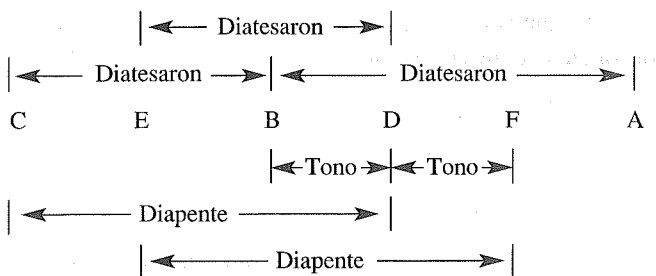 Diatesaron
Diatesaron Diatesaron
C E B D F A
Tono Tono
Diapente
Diapente